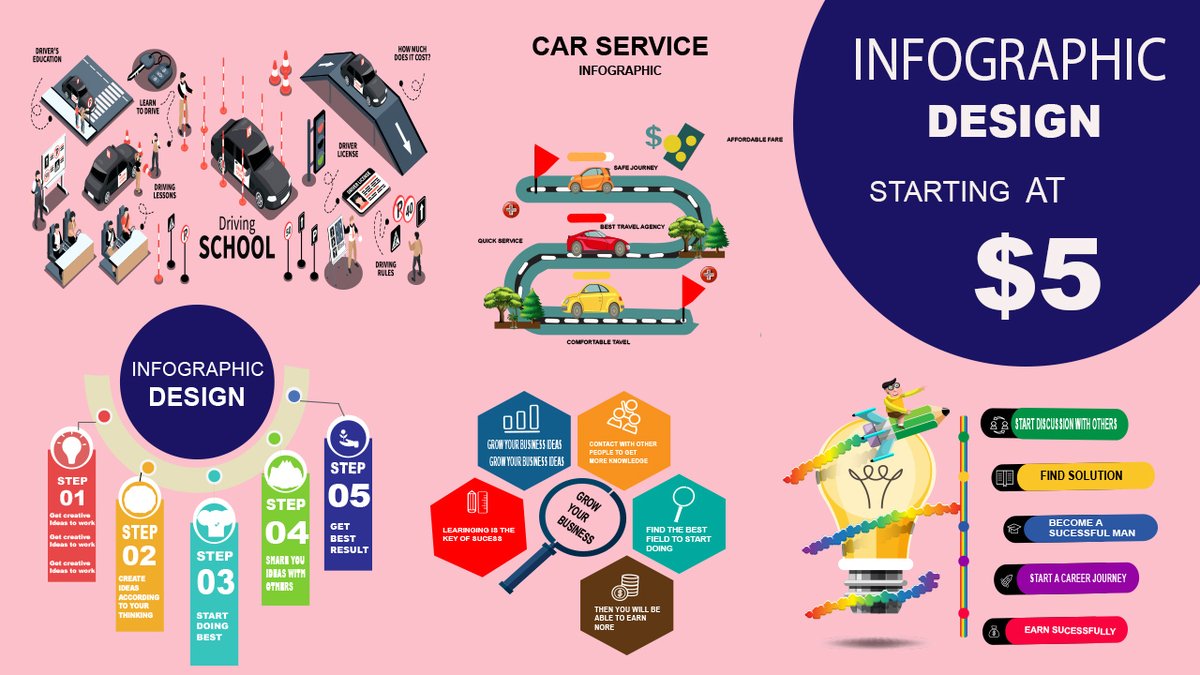 DRIVER'S
EDUCATION
LEARN
TO DRIVE
HOW MUCH
DOES IT COST?
DRIVER
LICENSE
DRIVING
LESSONS
Driving
SCHOOL
DRIVING
RULES
CAR SERVICE
INFOGRAPHIC
AFFORDABLE FARE
SAFE JOURNEY
BEST TRAVEL AGENCY
QUICK SERVICE
COMFORTABLE TAVEL
INFOGRAPHIC
DESIGN
STARTING AT
$5
INFOGRAPHIC
DESIGN
STEP
01
Get creative
Ideas to work
Get creative
Ideas to work
Get creative
Ideas to work
STEP
02
CREATE
IDEAS
ACCORDING
TO YOUR
THINKING
STEP
03
START
DOING
BEST
STEP
04
SHARE YOU
IDEAS WITH
OTHERS
STEP
05
GET
BEST
RESULT
GROW YOUR BUSINESS IDEAS
GROW YOUR BUSINESS IDEAS
CONTACT WITH OTHER
PEOPLE TO GET
MORE KNOWLEDGE
LEARINGING IS THE
KEY OF SUCESS
GROW
YOUR
BUSINESS
FIND THE BEST
FIELD TO START
DOING
THEN YOU WILL BE
ABLE TO EARN
NORE
START DISCUSSION WITH OTHERS
FIND SOLUTION
BECOME A
SUCESSFUL MAN
START A CAREER JOURNEY
EARN SUCESSFULLY